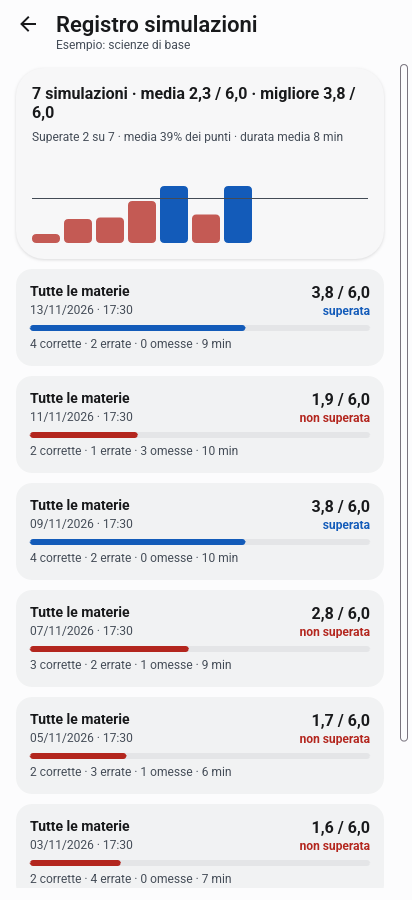 Registro simulazioni
Esempio: scienze di base
7 simulazioni · media 2,3 / 6,0 · migliore 3,8 /
6,0
Superate 2 su 7 · media 39% dei punti · durata media 8 min
Tutte le materie
3,8 / 6,0
13/11/2026 · 17:30
superata
4 corrette · 2 errate · 0 omesse · 9 min
Tutte le materie
1,9 / 6,0
11/11/2026 · 17:30
non superata
2 corrette · 1 errate · 3 omesse · 10 min
Tutte le materie
3,8 / 6,0
09/11/2026 · 17:30
superata
4 corrette · 2 errate · 0 omesse · 10 min
Tutte le materie
2,8 / 6,0
07/11/2026 · 17:30
non superata
3 corrette · 2 errate · 1 omesse · 9 min
Tutte le materie
1,7 / 6,0
05/11/2026 · 17:30
non superata
2 corrette · 3 errate · 1 omesse · 6 min
Tutte le materie
1,6 / 6,0
03/11/2026 · 17:30
non superata
2 corrette · 4 errate · 0 omesse · 7 min